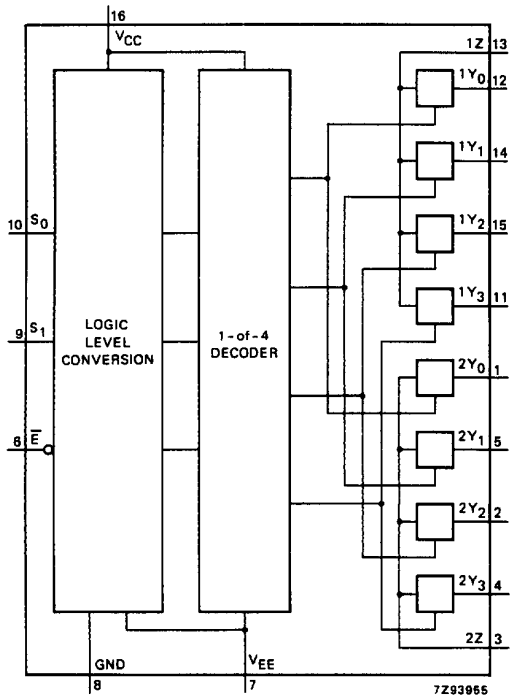 16
VCC
1Z 13
1Y0 12
1Y1 14
10 S0
1Y2 15
1Y3 11
9 S1
LOGIC
LEVEL
CONVERSION
1-of-4
DECODER
2Y0 1
6 E̅
2Y1 5
2Y2 2
2Y3 4
2Z 3
GND
VEE
8
7
7Z93965